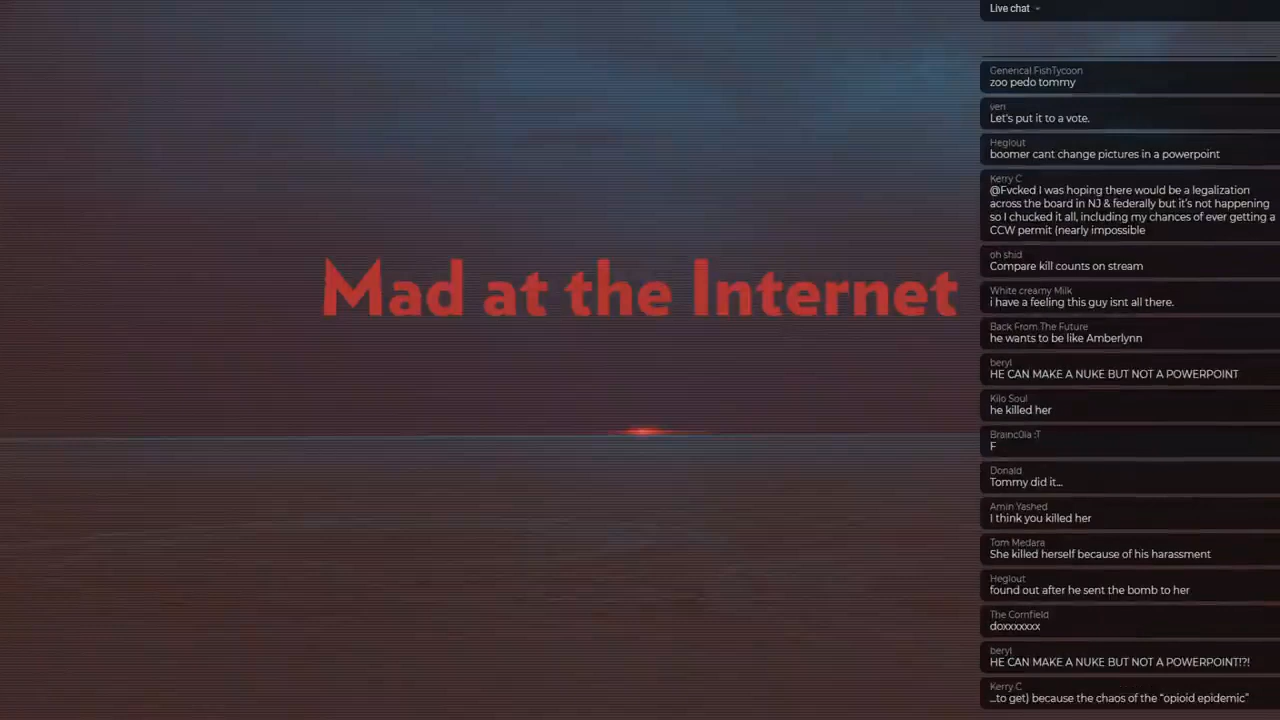 Live chat
Mad at the Internet
Generical FishTycoon
zoo pedo tommy
veri
Let's put it to a vote.
Heglout
boomer cant change pictures in a powerpoint
Kerry C
@Fvcked I was hoping there would be a legalization
across the board in NJ & federally but it's not happening
so I chucked it all, including my chances of ever getting a
CCW permit (nearly impossible
oh shid
Compare kill counts on stream
White creamy Milk
i have a feeling this guy isnt all there.
Back From The Future
he wants to be like Amberlynn
beryl
HE CAN MAKE A NUKE BUT NOT A POWERPOINT
Kilo Soul
he killed her
Brainc0la :T
F
Donald
Tommy did it...
Amin Yashed
I think you killed her
Tom Medara
She killed herself because of his harassment
Heglout
found out after he sent the bomb to her
The Cornfield
doxxxxxxx
beryl
HE CAN MAKE A NUKE BUT NOT A POWERPOINT!?!
Kerry C
...to get) because the chaos of the “opioid epidemic”